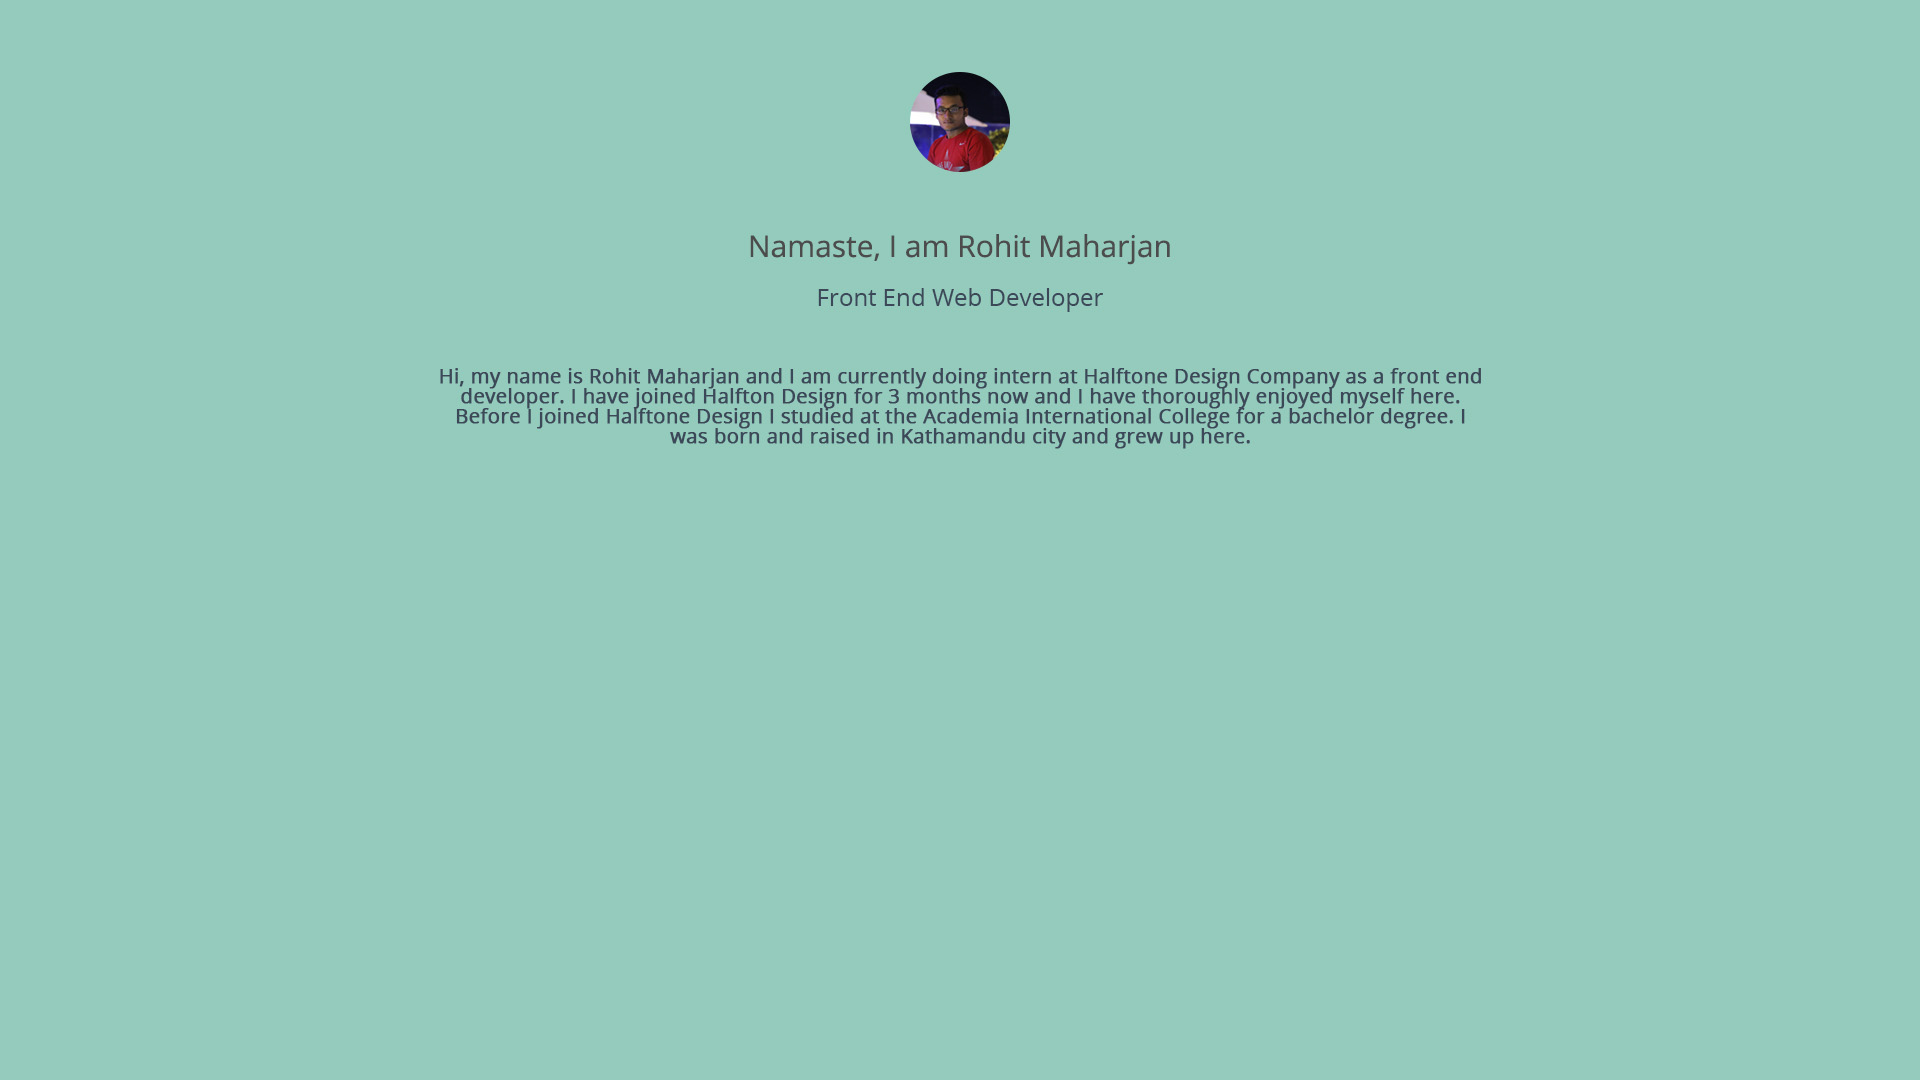 Namaste, I am Rohit Maharjan
Front End Web Developer
Hi, my name is Rohit Maharjan and I am currently doing intern at Halftone Design Company as a front end
developer. I have joined Halfton Design for 3 months now and I have thoroughly enjoyed myself here.
Before I joined Halftone Design I studied at the Academia International College for a bachelor degree. I
was born and raised in Kathamandu city and grew up here.